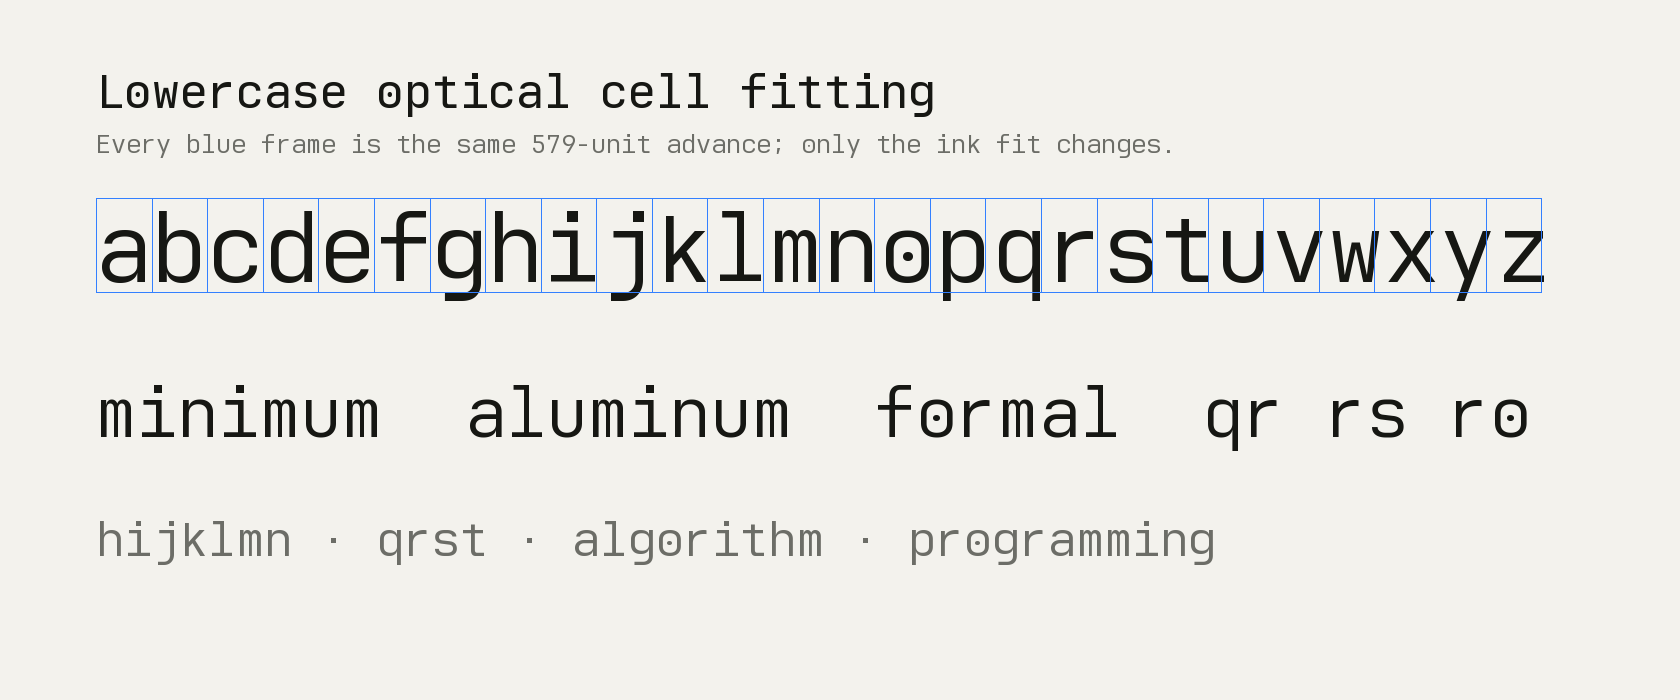 Lowercase optical cell fitting
Every blue frame is the same 579-unit advance; only the ink fit changes.
abcdefghijklmnopqrstuvwxyz
minimum aluminum formal qr rs ro
hijklmn · qrst · algorithm · programming